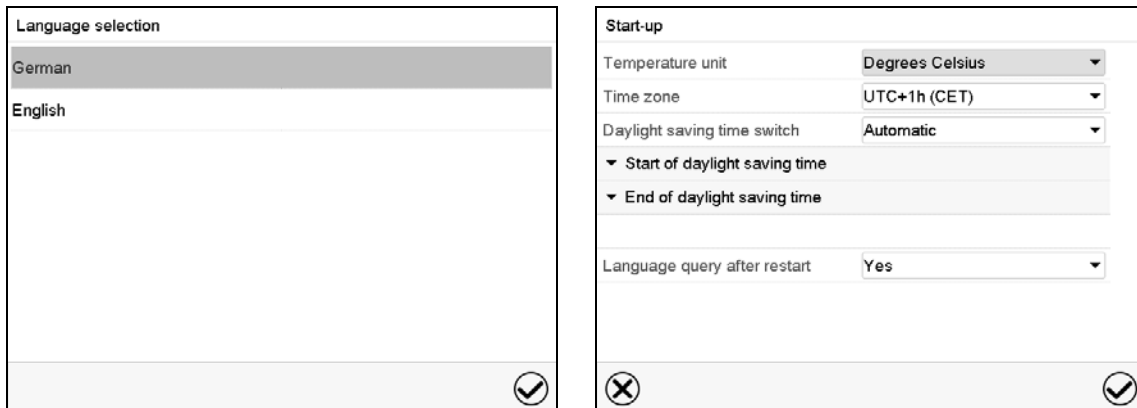 Language selection
German
English
Start-up
Temperature unit Degrees Celsius
Time zone UTC+1h (CET)
Daylight saving time switch Automatic
Start of daylight saving time
End of daylight saving time
Language query after restart Yes